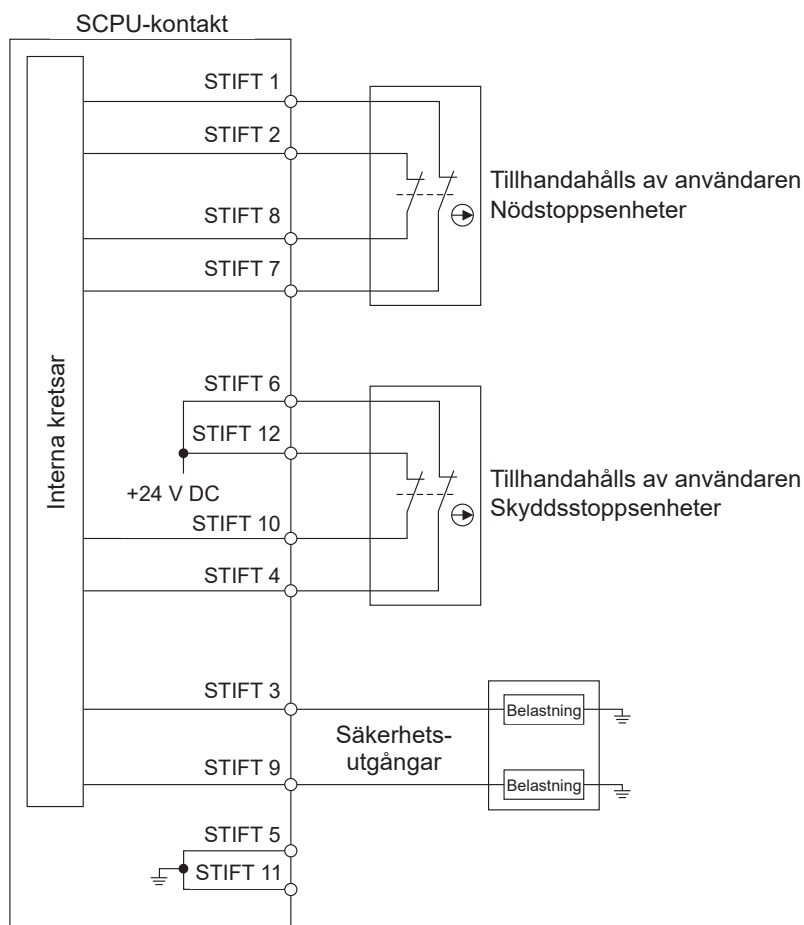 SCPU-kontakt
STIFT 1
STIFT 2
STIFT 8
STIFT 7
Tillhandahålls av användaren
Nödstoppsenheter
Interna kretsar
STIFT 6
STIFT 12
+24 V DC
STIFT 10
STIFT 4
Tillhandahålls av användaren
Skyddsstoppsenheter
STIFT 3
Belastning
Säkerhets-
utgångar
STIFT 9
Belastning
STIFT 5
STIFT 11